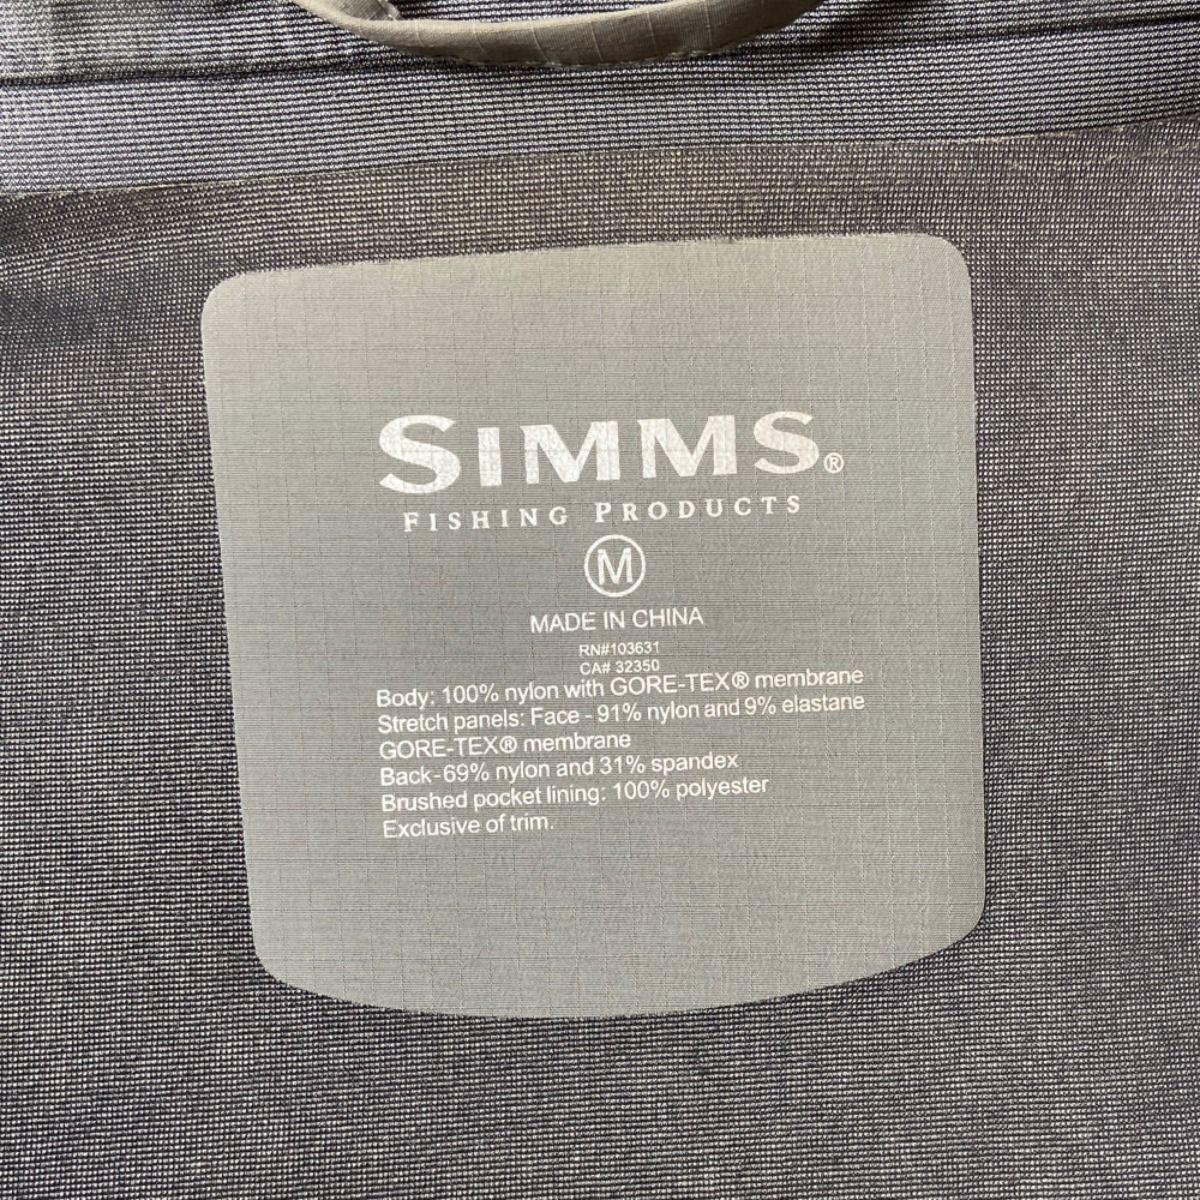 SIMMS®
FISHING PRODUCTS
M
MADE IN CHINA
RN#103631
CA# 32350
Body: 100% nylon with GORE-TEX® membrane
Stretch panels: Face - 91% nylon and 9% elastane
GORE-TEX® membrane
Back-69% nylon and 31% spandex
Brushed pocket lining: 100% polyester
Exclusive of trim.